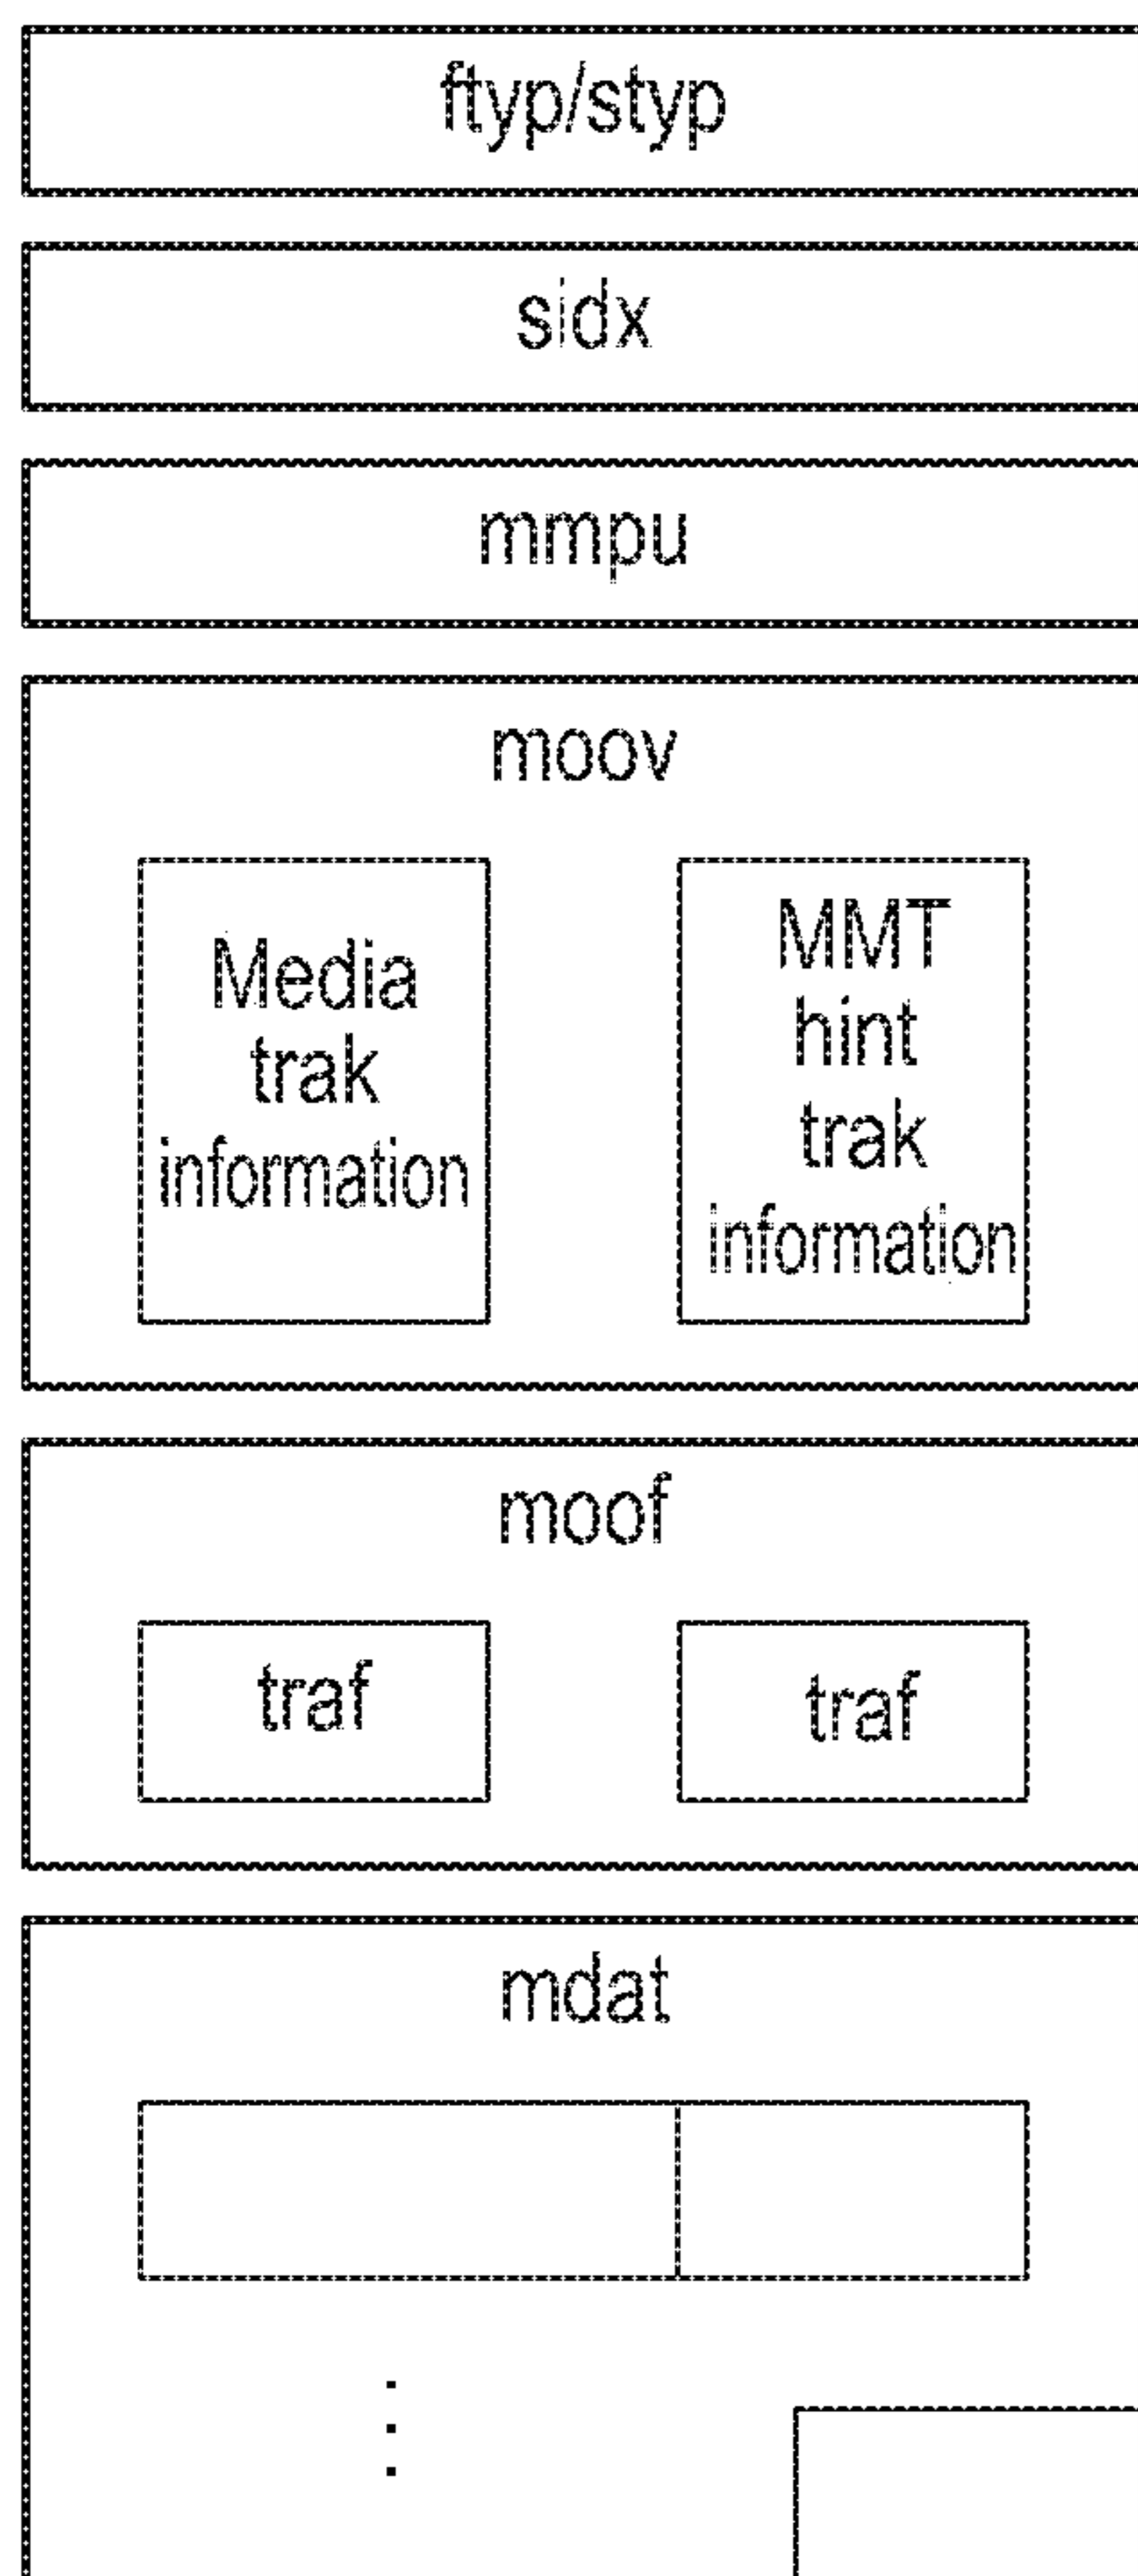 ftyp/styp
sidx
mmpu
moov
Media
trak
information
MMT
hint
trak
information
moof
traf
traf
mdat